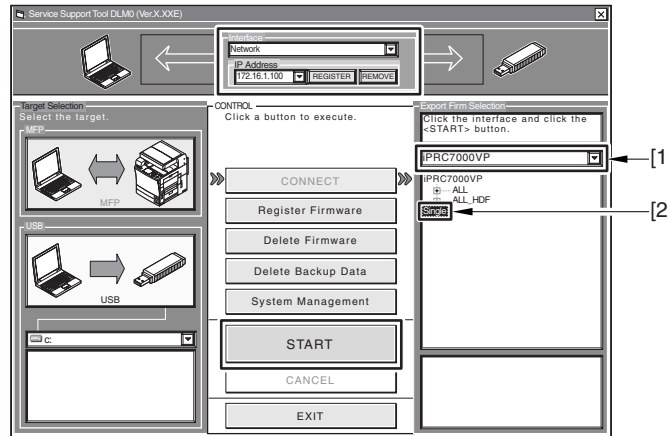 Service Support Tool DLM0 (Ver.X.XXE)
Interface
Network
IP Address
172.16.1.100
REGISTER
REMOVE
Target Selection
Select the target.
MFP
MFP
USB
USB
c:
CONTROL
Click a button to execute.
CONNECT
Register Firmware
Delete Firmware
Delete Backup Data
System Management
START
CANCEL
EXIT
Export Firm Selection
Click the interface and click the
<START> button.
iPRC7000VP
[1
iPRC7000VP
ALL
ALL_HDF
Single
[2